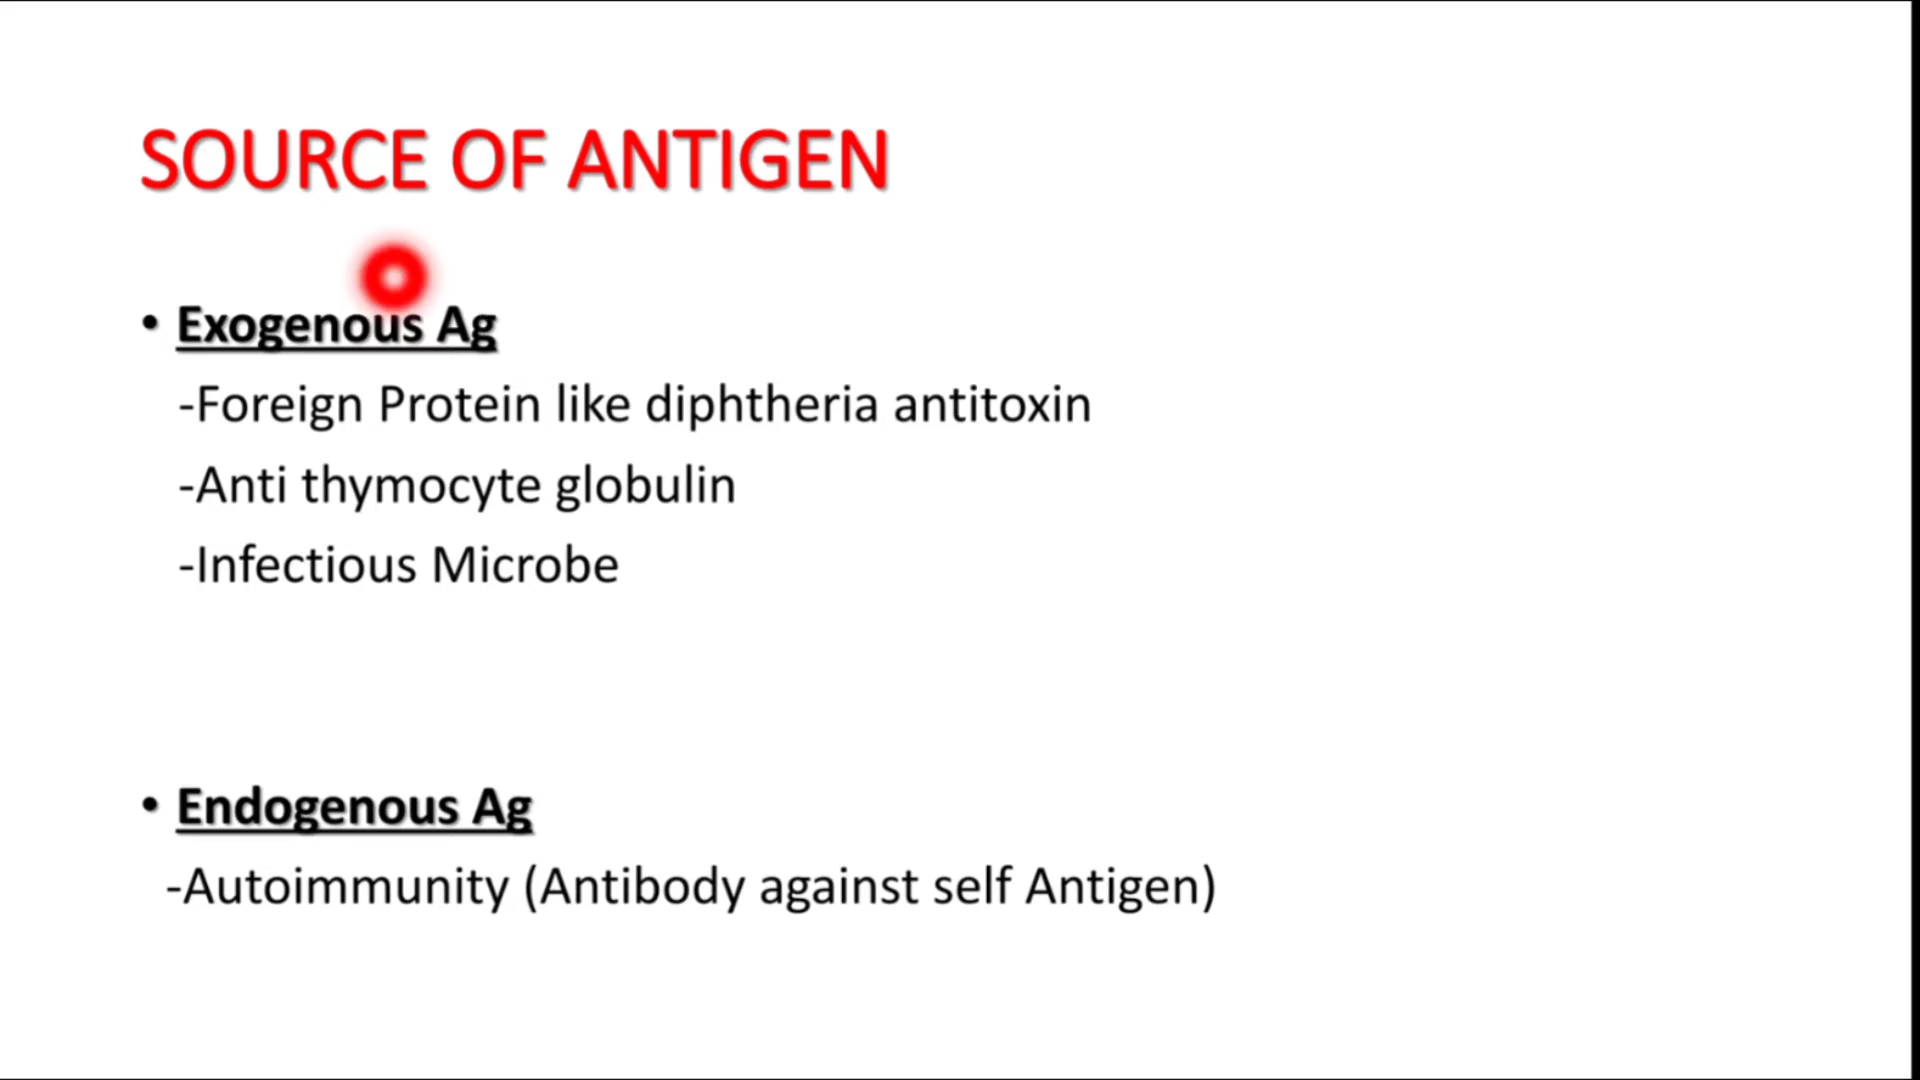 SOURCE OF ANTIGEN
• Exogenous Ag
-Foreign Protein like diphtheria antitoxin
-Anti thymocyte globulin
-Infectious Microbe
• Endogenous Ag
-Autoimmunity (Antibody against self Antigen)